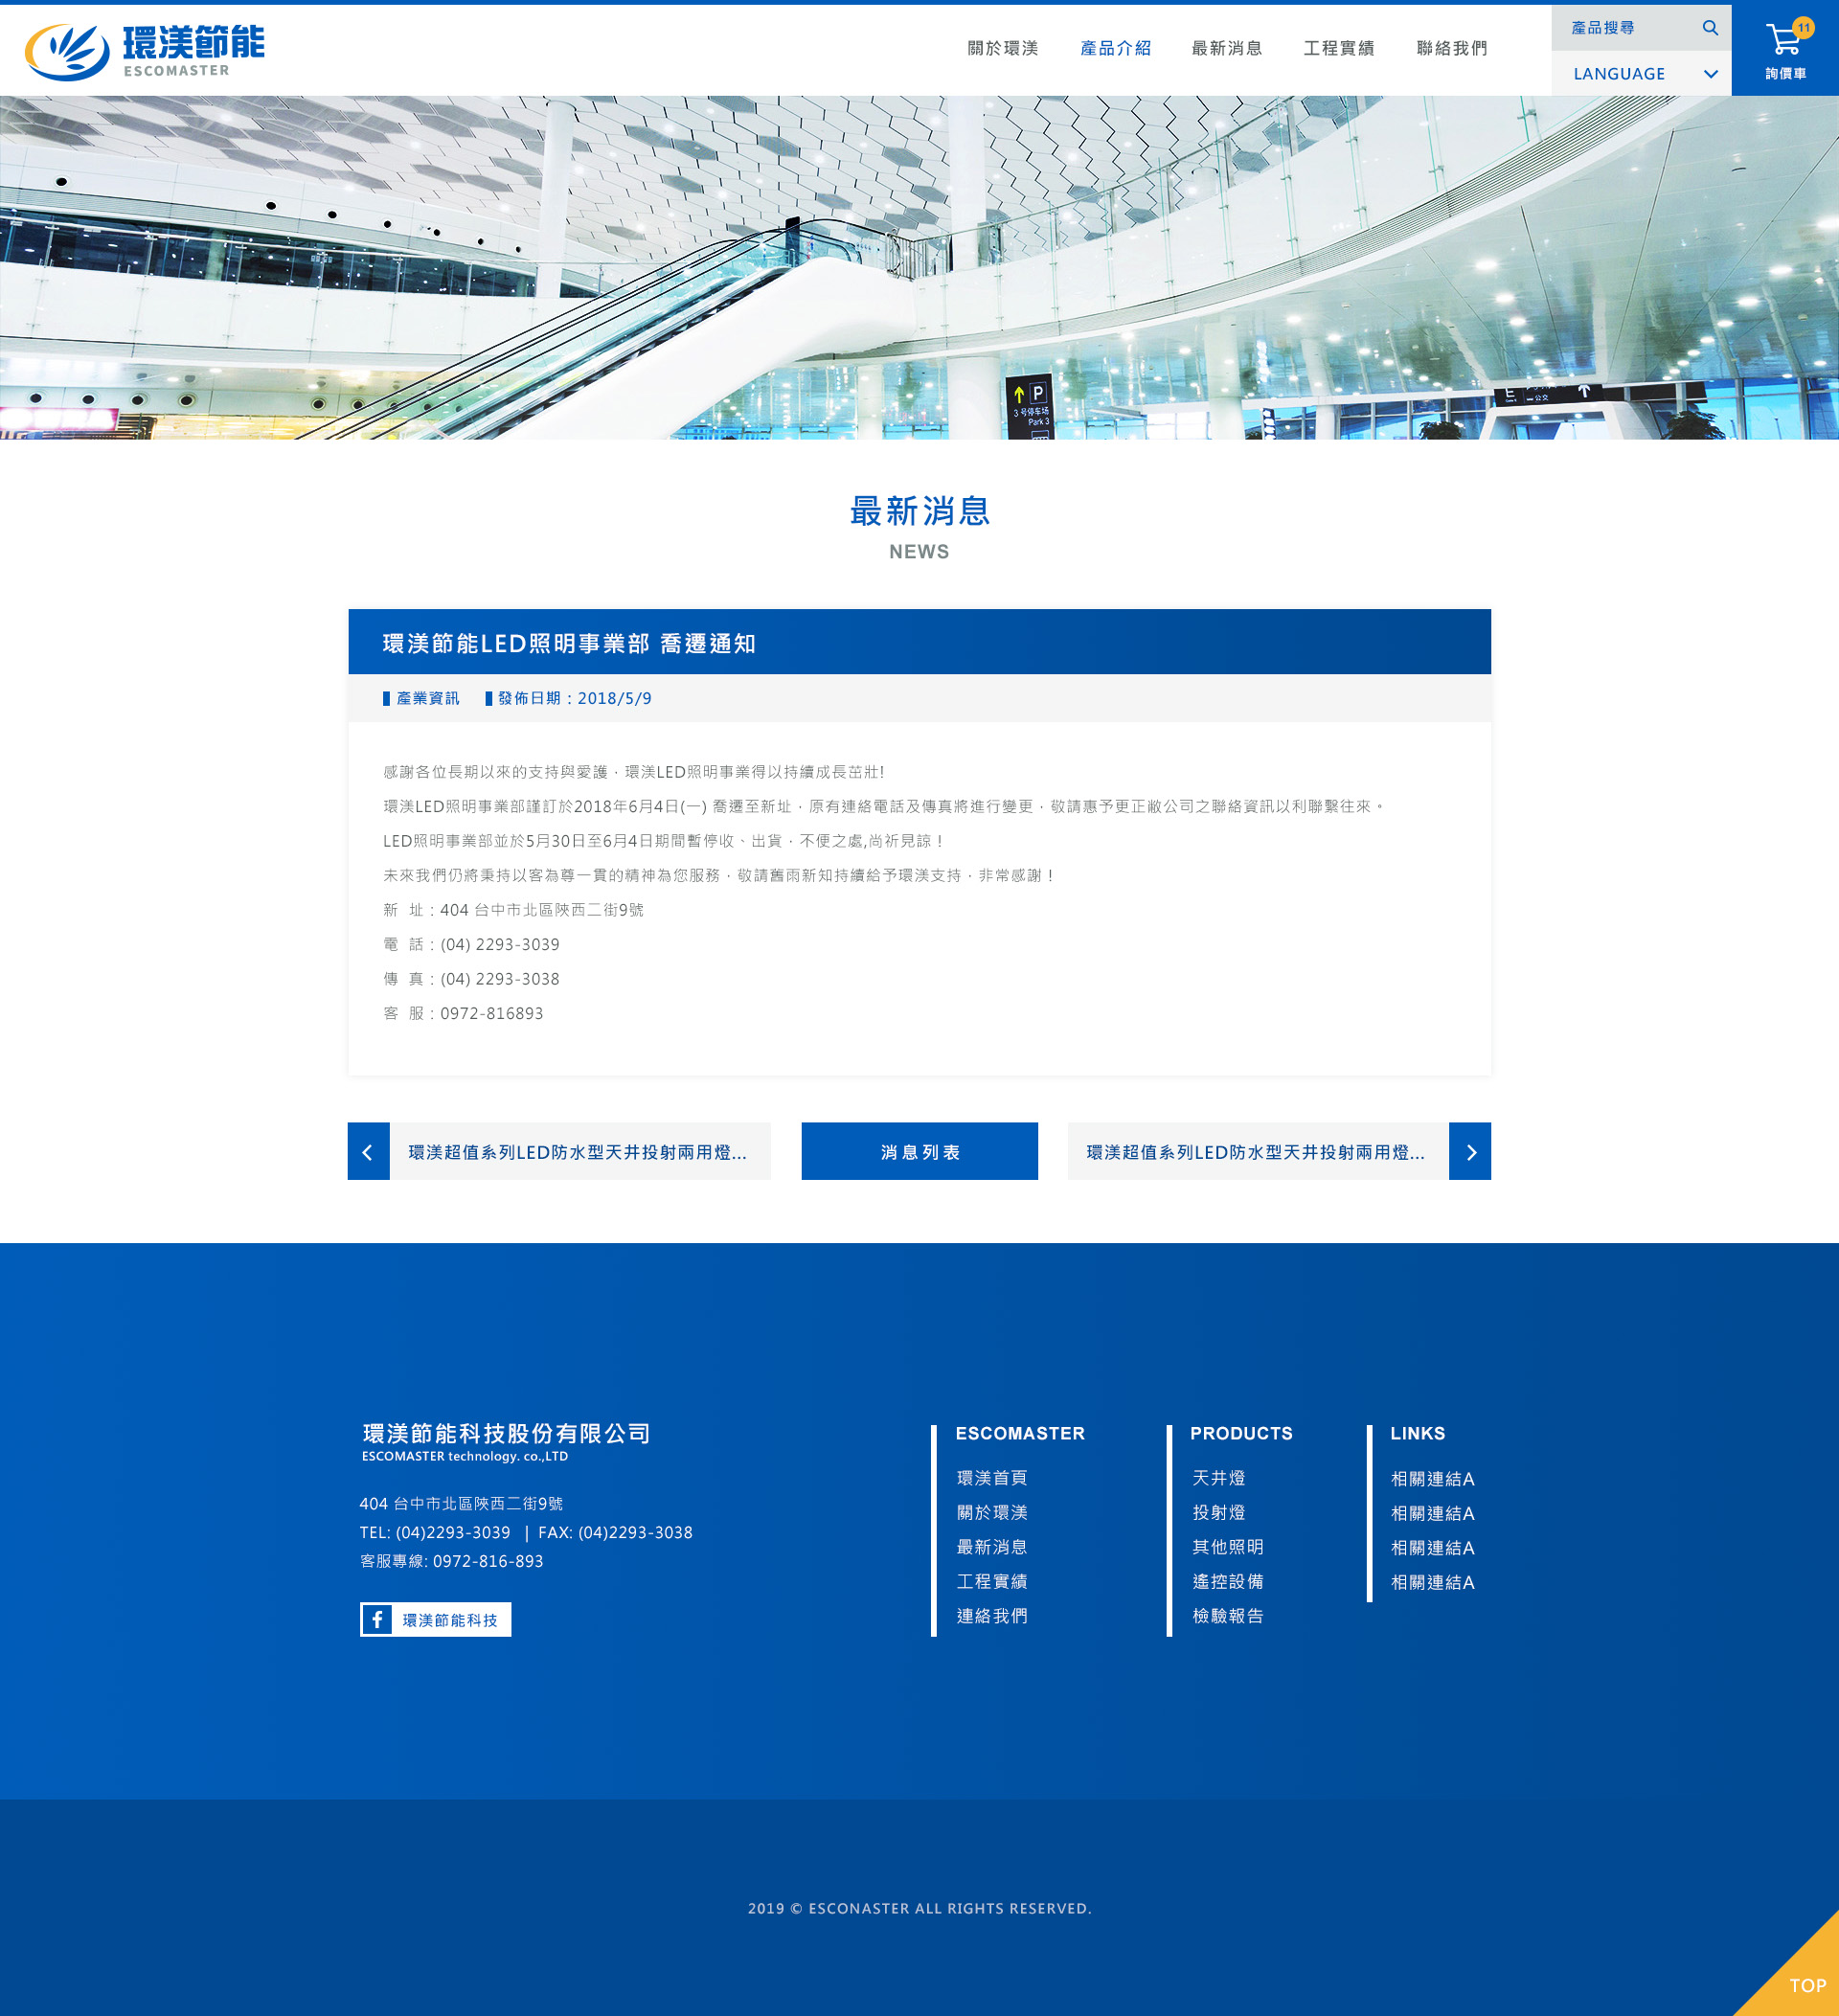 環渼節能
ESCOMASTER
關於環渼
產品介紹
最新消息
工程實績
聯絡我們
產品搜尋
LANGUAGE
11
詢價車
P
3 号停车场
Park 3
E
公交
最新消息
NEWS
環渼節能LED照明事業部 喬遷通知
產業資訊 發佈日期：2018/5/9
感謝各位長期以來的支持與愛護，環渼LED照明事業得以持續成長茁壯!
環渼LED照明事業部謹訂於2018年6月4日(一) 喬遷至新址，原有連絡電話及傳真將進行變更，敬請惠予更正敝公司之聯絡資訊以利聯繫往來。
LED照明事業部並於5月30日至6月4日期間暫停收、出貨，不便之處,尚祈見諒！
未來我們仍將秉持以客為尊一貫的精神為您服務，敬請舊雨新知持續給予環渼支持，非常感謝！
新 址：404 台中市北區陜西二街9號
電 話：(04) 2293-3039
傳 真：(04) 2293-3038
客 服：0972-816893
環渼超值系列LED防水型天井投射兩用燈...
消息列表
環渼超值系列LED防水型天井投射兩用燈...
環渼節能科技股份有限公司
ESCOMASTER technology. co.,LTD
404 台中市北區陜西二街9號
TEL: (04)2293-3039 | FAX: (04)2293-3038
客服專線: 0972-816-893
f 環渼節能科技
ESCOMASTER
環渼首頁
關於環渼
最新消息
工程實績
連絡我們
PRODUCTS
天井燈
投射燈
其他照明
遙控設備
檢驗報告
LINKS
相關連結A
相關連結A
相關連結A
相關連結A
2019 © ESCONASTER ALL RIGHTS RESERVED.
TOP